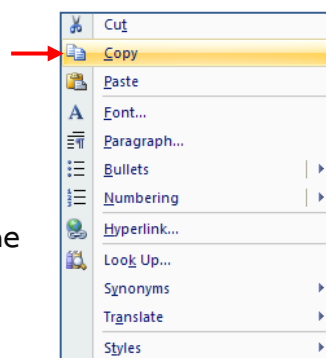 Cut
Copy
Paste
Font...
Paragraph...
Bullets
Numbering
Hyperlink...
Look Up...
Synonyms
Translate
Styles